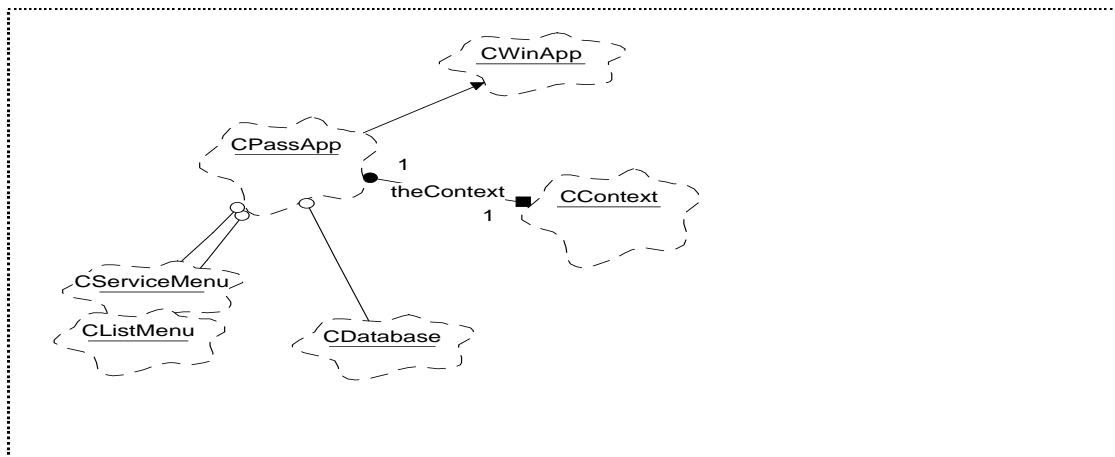 CWinApp
CPassApp
1
theContext
CContext
1
CServiceMenu
CListMenu
CDatabase